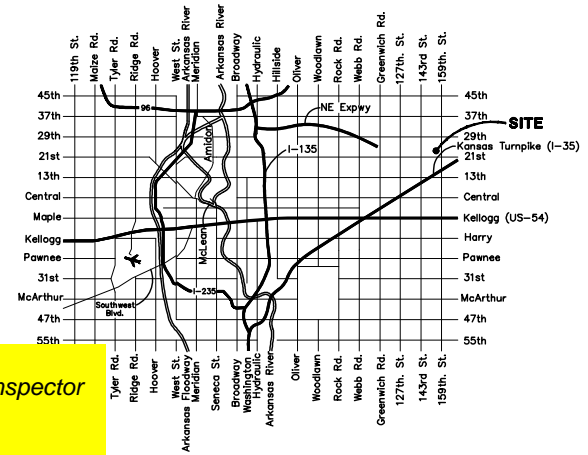 119th St.
Maize Rd.
Tyler Rd.
Ridge Rd.
Hoover
West St.
Arkansas River
Meridian
Arkansas River
Broadway
Hydraulic
Hillside
Oliver
Woodlawn
Rock Rd.
Webb Rd.
Greenwich Rd.
127th. St.
143rd St.
159th. St.
45th
37th
29th
21st
13th
Central
Maple
Kellogg
Pawnee
31st
McArthur
47th
55th
96
NE Expwy
Amidon
I-135
McLean
I-235
Southwest
Blvd.
45th
37th
SITE
29th
Kansas Turnpike (I-35)
21st
13th
Central
Kellogg (US-54)
Harry
Pawnee
31st
McArthur
47th
55th
nspector
Tyler Rd.
Ridge Rd.
Hoover
West St.
Arkansas Floodway
Meridian
Seneca St.
Broadway
Washington
Hydraulic
Arkansas River
Oliver
Woodlawn
Rock Rd.
Webb Rd.
Greenwich Rd.
127th. St.
143rd St.
159th. St.